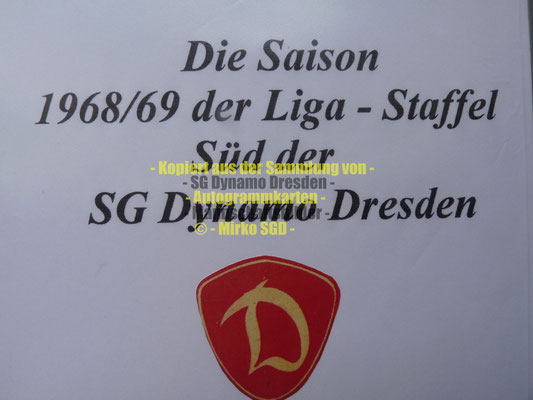 Die Saison
1968/69 der Liga - Staffel
Süd der
SG Dynamo Dresden
- Kopiert aus der Sammlung von -
- SG Dynamo Dresden -
- Autogrammkarten -
© - Mirko SGD -
D